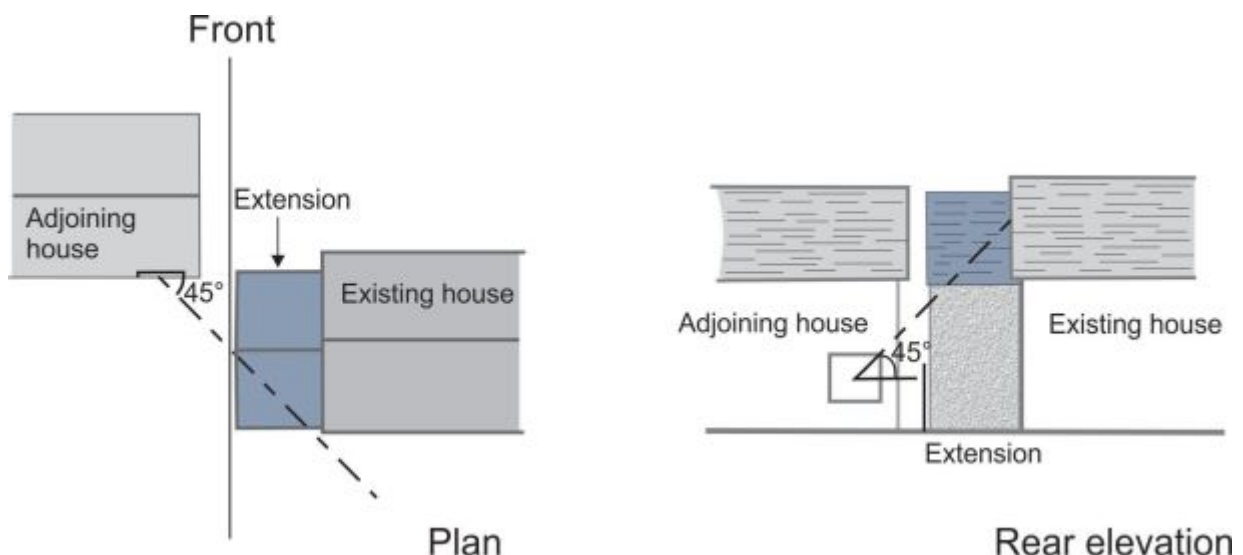 Front
Extension
Adjoining
house
45°
Existing house
Plan
Adjoining house
45°
Existing house
Extension
Rear elevation